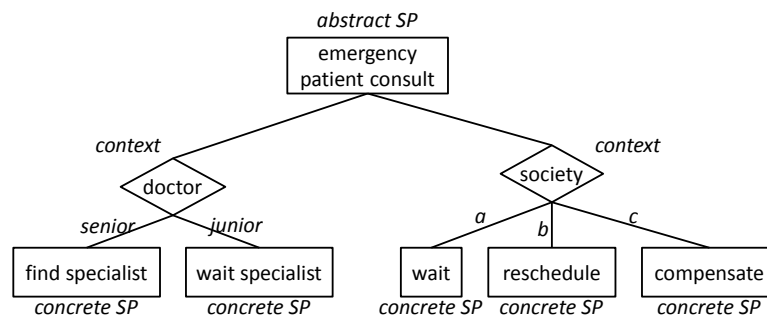 abstract SP
emergency
patient consult
context
context
doctor
society
senior
junior
a
b
c
find specialist
wait specialist
wait
reschedule
compensate
concrete SP
concrete SP
concrete SP
concrete SP
concrete SP